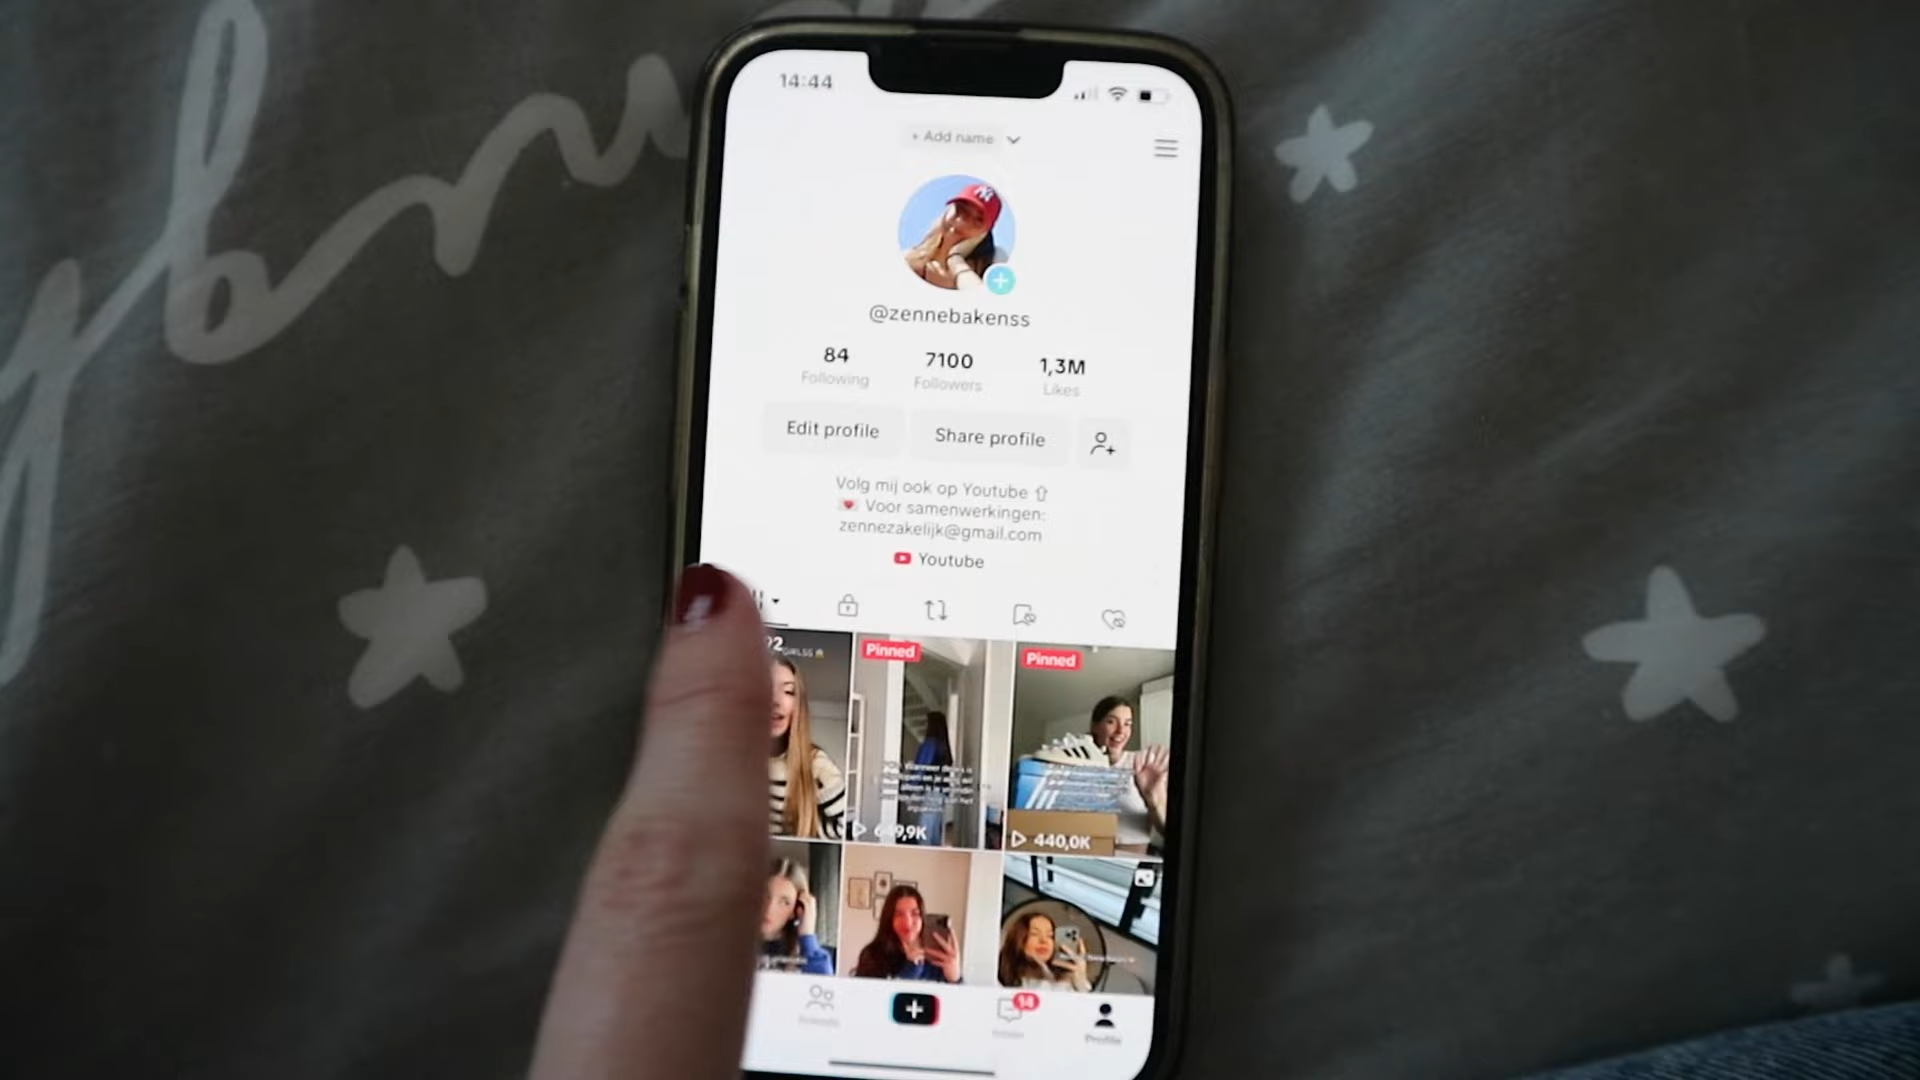 14:44
+ Add name
@zennebakenss
84
7100
1,3M
Following
Followers
Likes
Edit profile
Share profile
Volg mij ook op Youtube ⇧
💌 Voor samenwerkingen:
zennezakelijk@gmail.com
Youtube
Pinned
Pinned
440,0K
14
Profile